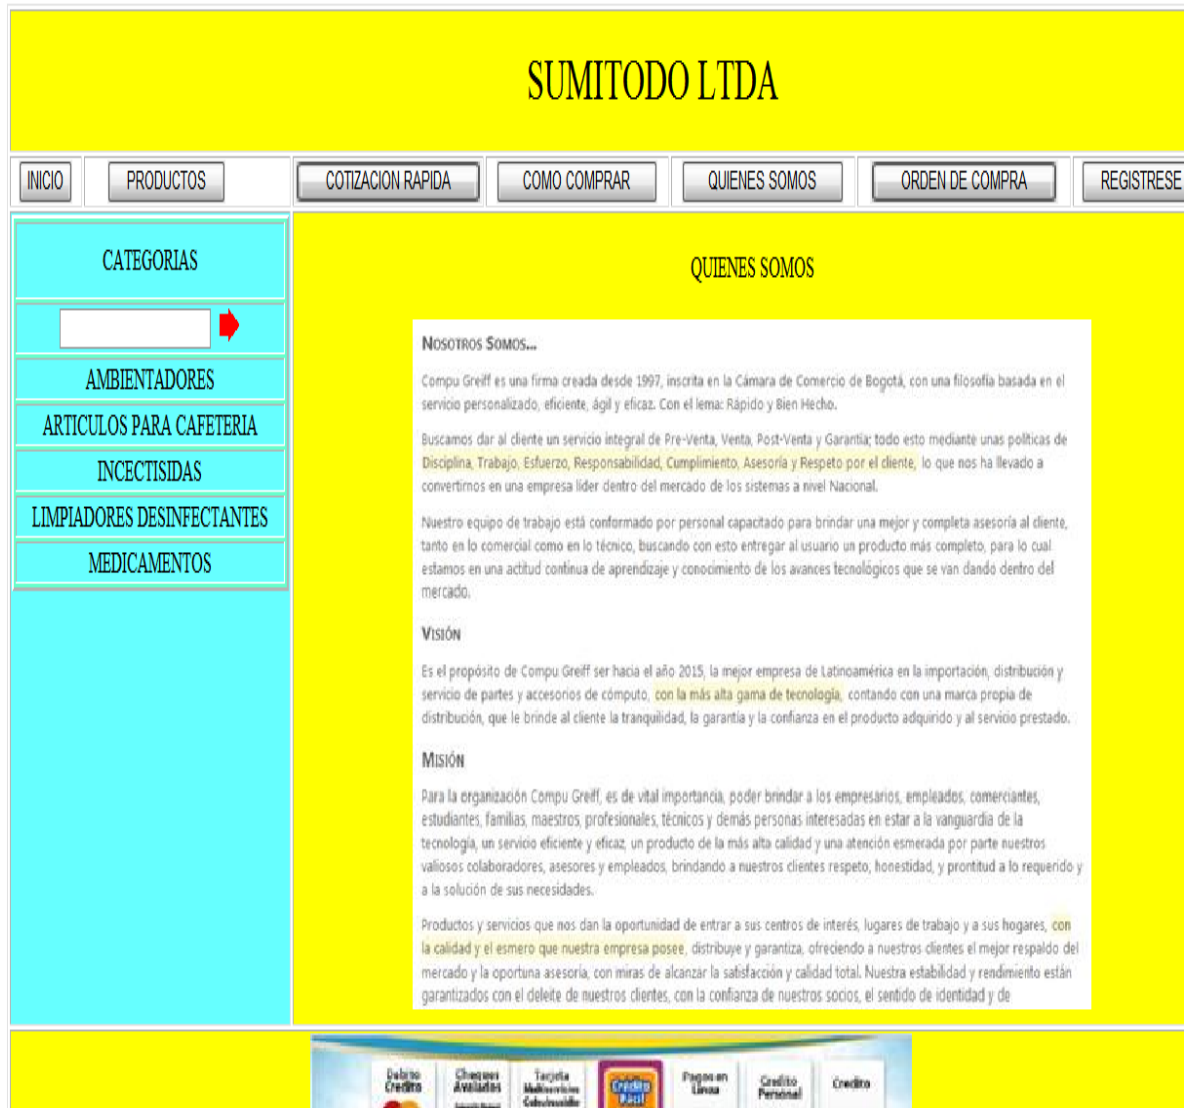 SUMITODO LTDA
INICIO PRODUCTOS COTIZACION RAPIDA COMO COMPRAR QUIENES SOMOS ORDEN DE COMPRA REGISTRESE
CATEGORIAS
AMBIENTADORES
ARTICULOS PARA CAFETERIA
INCECTISIDAS
LIMPIADORES DESINFECTANTES
MEDICAMENTOS
QUIENES SOMOS
NOSOTROS SOMOS...
Compu Greiff es una firma creada desde 1997, inscrita en la Cámara de Comercio de Bogotá, con una filosofía basada en el
servicio personalizado, eficiente, ágil y eficaz. Con el lema: Rápido y Bien Hecho.
Buscamos dar al cliente un servicio integral de Pre-Venta, Venta, Post-Venta y Garantía; todo esto mediante unas políticas de
Disciplina, Trabajo, Esfuerzo, Responsabilidad, Cumplimiento, Asesoría y Respeto por el cliente, lo que nos ha llevado a
convertirnos en una empresa líder dentro del mercado de los sistemas a nivel Nacional.
Nuestro equipo de trabajo está conformado por personal capacitado para brindar una mejor y completa asesoría al cliente,
tanto en lo comercial como en lo técnico, buscando con esto entregar al usuario un producto más completo, para lo cual
estamos en una actitud continua de aprendizaje y conocimiento de los avances tecnológicos que se van dando dentro del
mercado.
VISIÓN
Es el propósito de Compu Greiff ser hacia el año 2015, la mejor empresa de Latinoamérica en la importación, distribución y
servicio de partes y accesorios de cómputo, con la más alta gama de tecnología, contando con una marca propia de
distribución, que le brinde al cliente la tranquilidad, la garantía y la confianza en el producto adquirido y al servicio prestado.
MISIÓN
Para la organización Compu Greiff, es de vital importancia, poder brindar a los empresarios, empleados, comerciantes,
estudiantes, familias, maestros, profesionales, técnicos y demás personas interesadas en estar a la vanguardia de la
tecnología, un servicio eficiente y eficaz, un producto de la más alta calidad y una atención esmerada por parte nuestros
valiosos colaboradores, asesores y empleados, brindando a nuestros clientes respeto, honestidad, y prontitud a lo requerido y
a la solución de sus necesidades.
Productos y servicios que nos dan la oportunidad de entrar a sus centros de interés, lugares de trabajo y a sus hogares, con
la calidad y el esmero que nuestra empresa posee, distribuye y garantiza, ofreciendo a nuestros clientes el mejor respaldo del
mercado y la oportuna asesoría, con miras de alcanzar la satisfacción y calidad total. Nuestra estabilidad y rendimiento están
garantizados con el deleite de nuestros clientes, con la confianza de nuestros socios, el sentido de identidad y de
Debito Cheques Tarjeta Crédito Pagos en Credito Credito
Credito Avalados Fácil Linea Personal